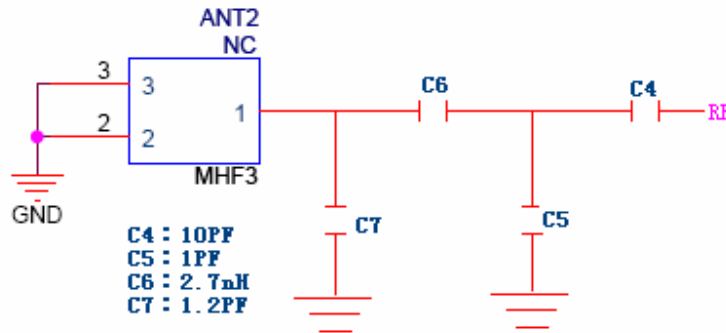 ANT2
NC
3
3
1
2
2
MHF3
GND
C6
C4
RF
C7
C5
C4：10PF
C5：1PF
C6：2.7nH
C7：1.2PF